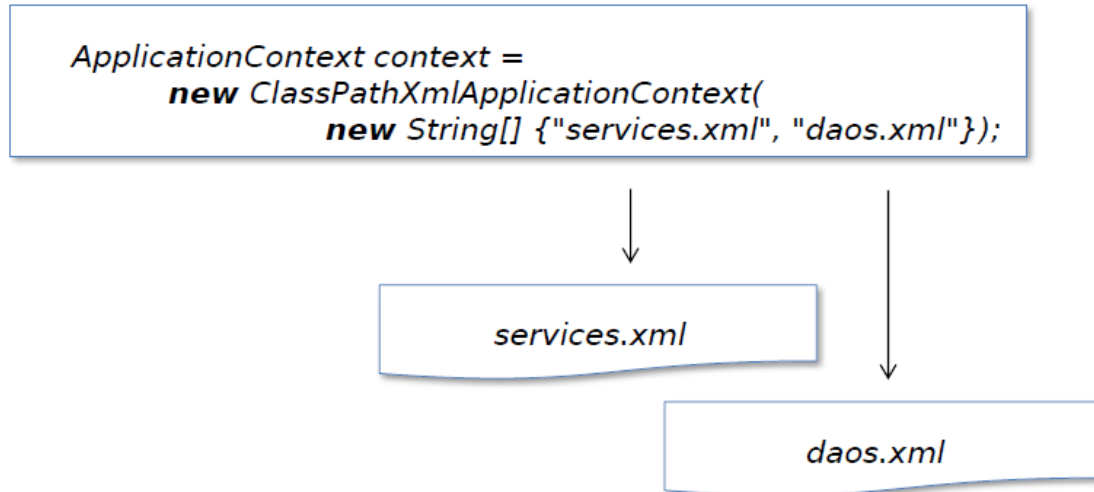 ApplicationContext context =
new ClassPathXmlApplicationContext(
new String[] {"services.xml", "daos.xml"});
services.xml
daos.xml